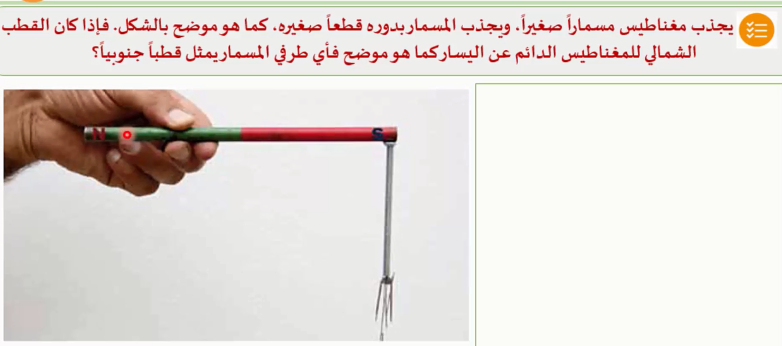 يجذب مغناطيس مسماراً صغيراً، ويجذب المسمار بدوره قطعاً صغيره، كما هو موضح بالشكل. فإذا كان القطب
الشمالي للمغناطيس الدائم عن اليسار كما هو موضح فأي طرفي المسمار يمثل قطباً جنوبياً؟
N S